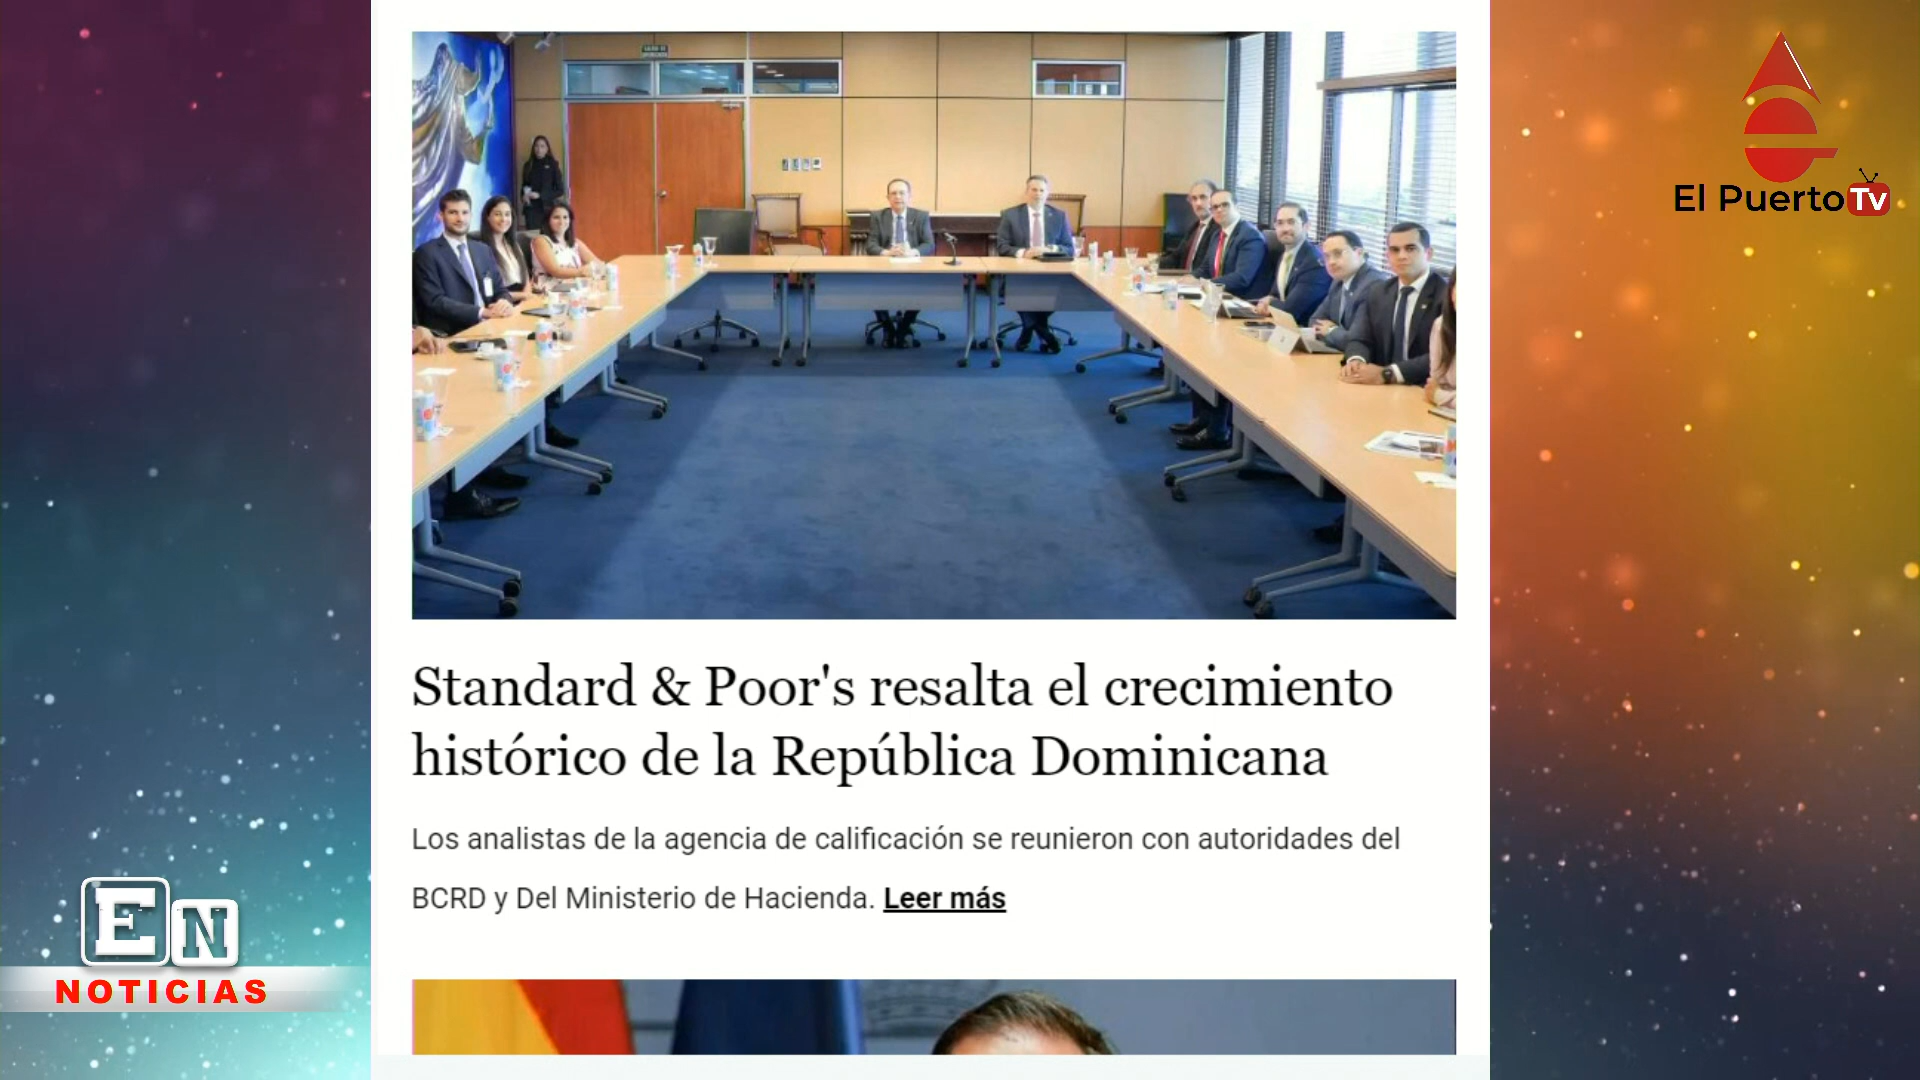 El Puerto Tv
Standard & Poor's resalta el crecimiento
histórico de la República Dominicana
Los analistas de la agencia de calificación se reunieron con autoridades del
BCRD y Del Ministerio de Hacienda. Leer más
EN
NOTICIAS